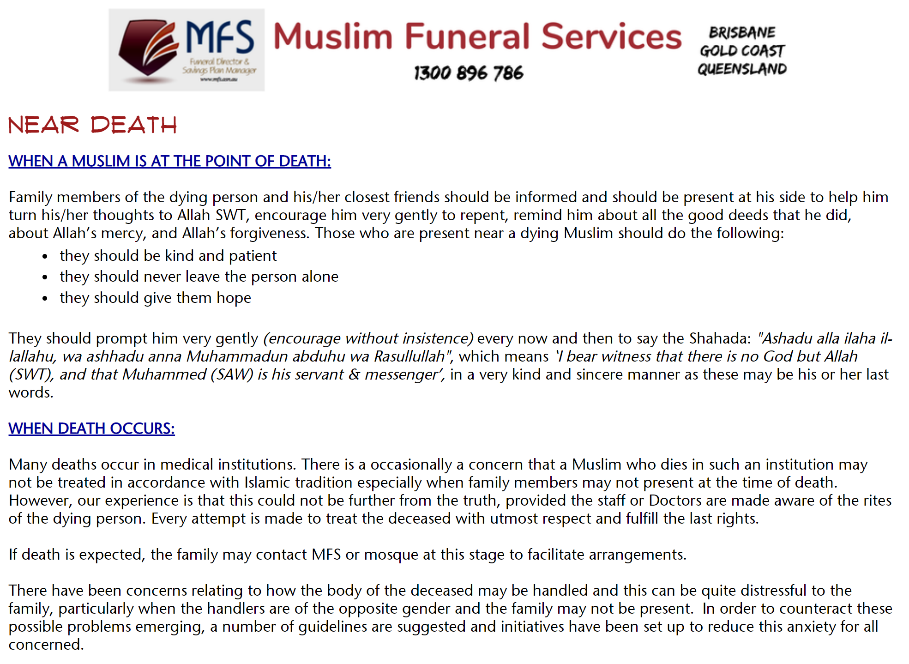 MFS
Funeral Director &
Savings Plan Manager
www.mfs.com.au
Muslim Funeral Services
1300 896 786
BRISBANE
GOLD COAST
QUEENSLAND
NEAR DEATH
WHEN A MUSLIM IS AT THE POINT OF DEATH:
Family members of the dying person and his/her closest friends should be informed and should be present at his side to help him
turn his/her thoughts to Allah SWT, encourage him very gently to repent, remind him about all the good deeds that he did,
about Allah’s mercy, and Allah’s forgiveness. Those who are present near a dying Muslim should do the following:
• they should be kind and patient
• they should never leave the person alone
• they should give them hope
They should prompt him very gently (encourage without insistence) every now and then to say the Shahada: "Ashadu alla ilaha il-
lallahu, wa ashhadu anna Muhammadun abduhu wa Rasullullah", which means ‘I bear witness that there is no God but Allah
(SWT), and that Muhammed (SAW) is his servant & messenger’, in a very kind and sincere manner as these may be his or her last
words.
WHEN DEATH OCCURS:
Many deaths occur in medical institutions. There is a occasionally a concern that a Muslim who dies in such an institution may
not be treated in accordance with Islamic tradition especially when family members may not present at the time of death.
However, our experience is that this could not be further from the truth, provided the staff or Doctors are made aware of the rites
of the dying person. Every attempt is made to treat the deceased with utmost respect and fulfill the last rights.
If death is expected, the family may contact MFS or mosque at this stage to facilitate arrangements.
There have been concerns relating to how the body of the deceased may be handled and this can be quite distressful to the
family, particularly when the handlers are of the opposite gender and the family may not be present.  In order to counteract these
possible problems emerging, a number of guidelines are suggested and initiatives have been set up to reduce this anxiety for all
concerned.